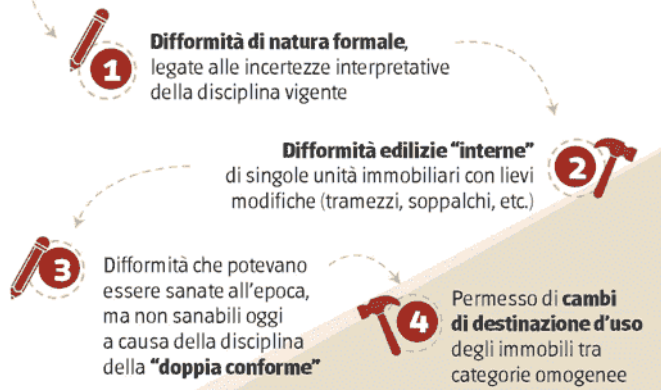 1
Difformità di natura formale,
legate alle incertezze interpretative
della disciplina vigente
Difformità edilizie “interne”
di singole unità immobiliari con lievi
modifiche (tramezzi, soppalchi, etc.)
2
3
Difformità che potevano
essere sanate all’epoca,
ma non sanabili oggi
a causa della disciplina
della “doppia conforme”
4
Permesso di cambi
di destinazione d’uso
degli immobili tra
categorie omogenee